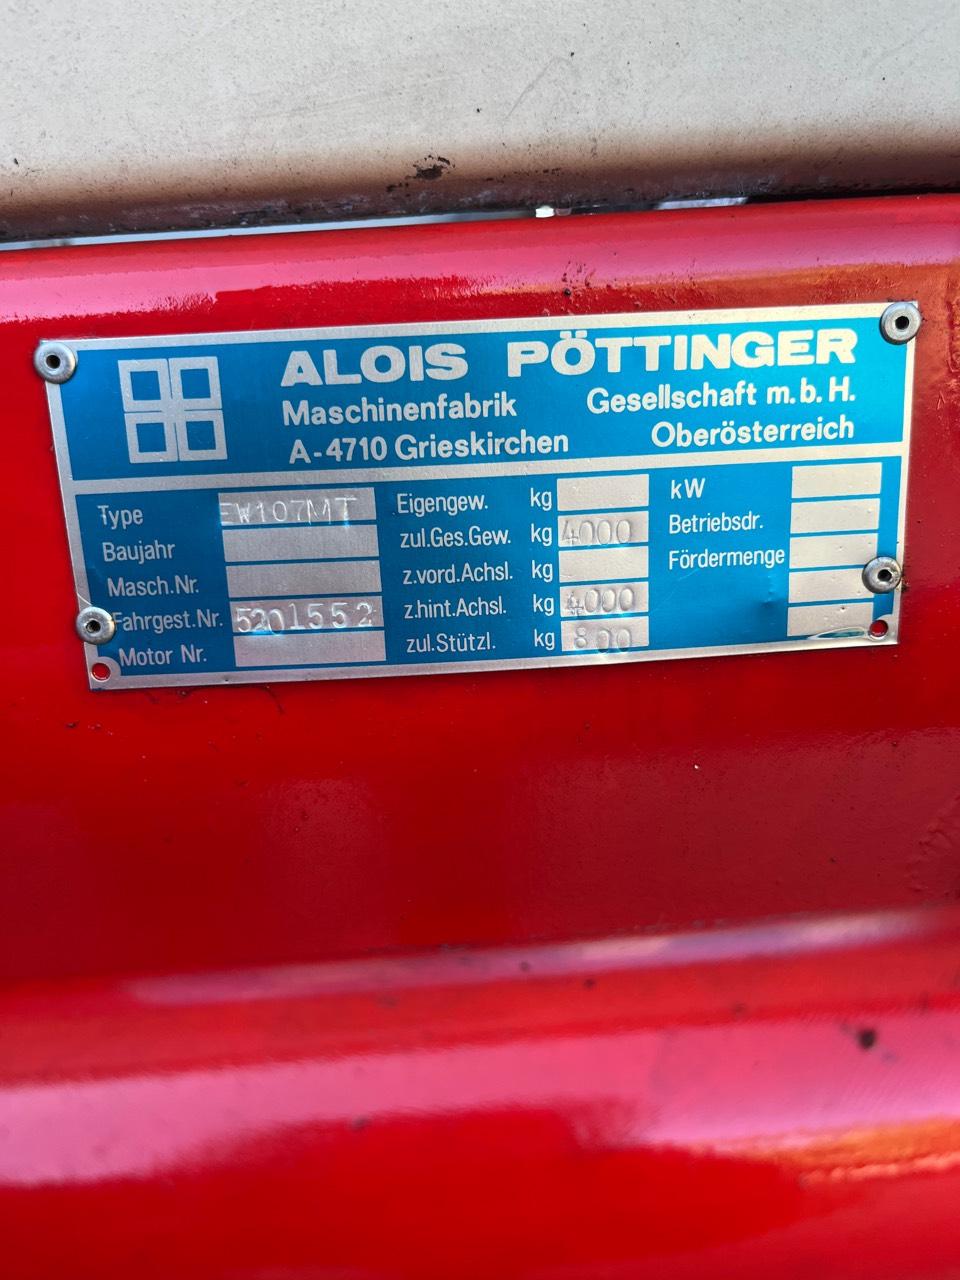 ALOIS PÖTTINGER
Maschinenfabrik Gesellschaft m.b.H.
A-4710 Grieskirchen Oberösterreich
Type EW107MT
Baujahr
Masch.Nr.
Fahrgest.Nr. 5201552
Motor Nr.
Eigengew. kg
zul.Ges.Gew. kg 4000
z.vord.Achsl. kg
z.hint.Achsl. kg 4000
zul.Stützl. kg 800
kW
Betriebsdr.
Fördermenge